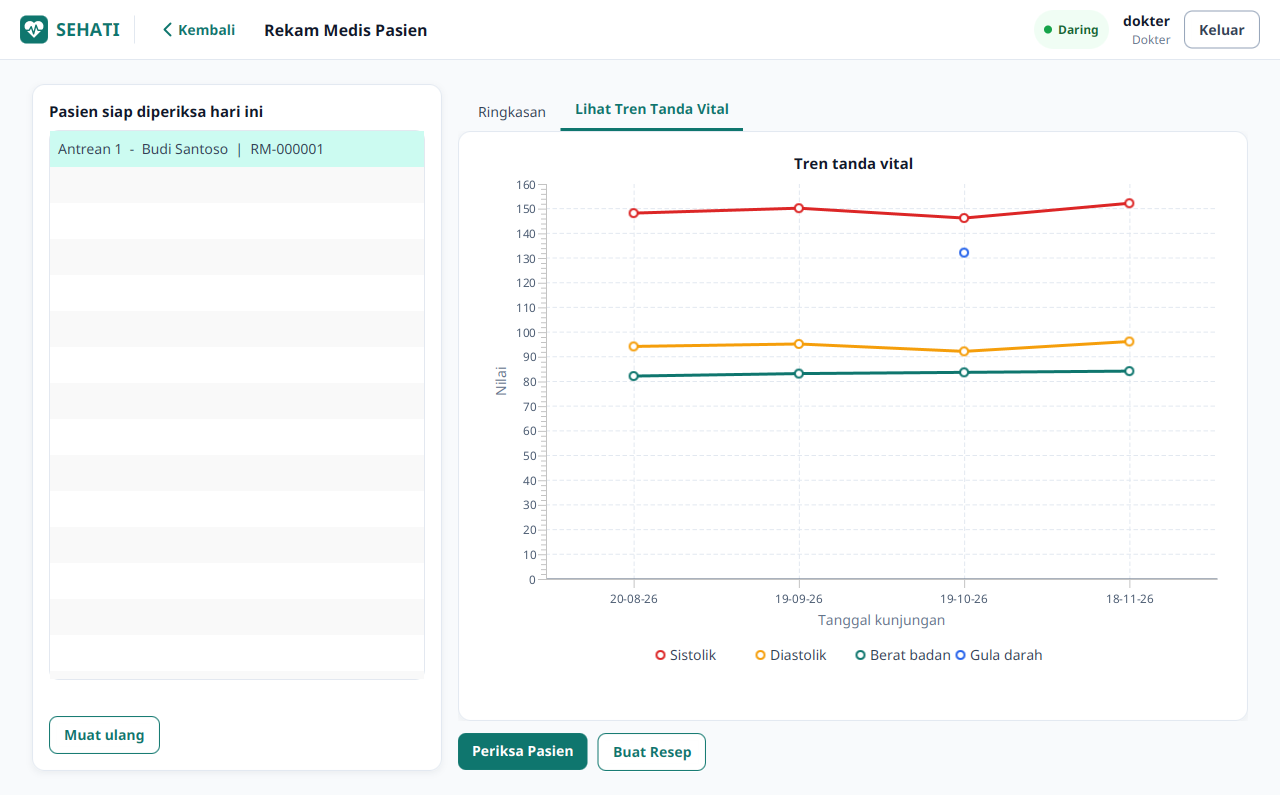 SEHATI
Kembali
Rekam Medis Pasien
Daring
dokter
Dokter
Keluar
Pasien siap diperiksa hari ini
Antrean 1 - Budi Santoso | RM-000001
Muat ulang
Ringkasan
Lihat Tren Tanda Vital
Tren tanda vital
160
150
140
130
120
110
100
90
80
70
60
50
40
30
20
10
0
Nilai
20-08-26 19-09-26 19-10-26 18-11-26
Tanggal kunjungan
Sistolik Diastolik Berat badan Gula darah
Periksa Pasien
Buat Resep